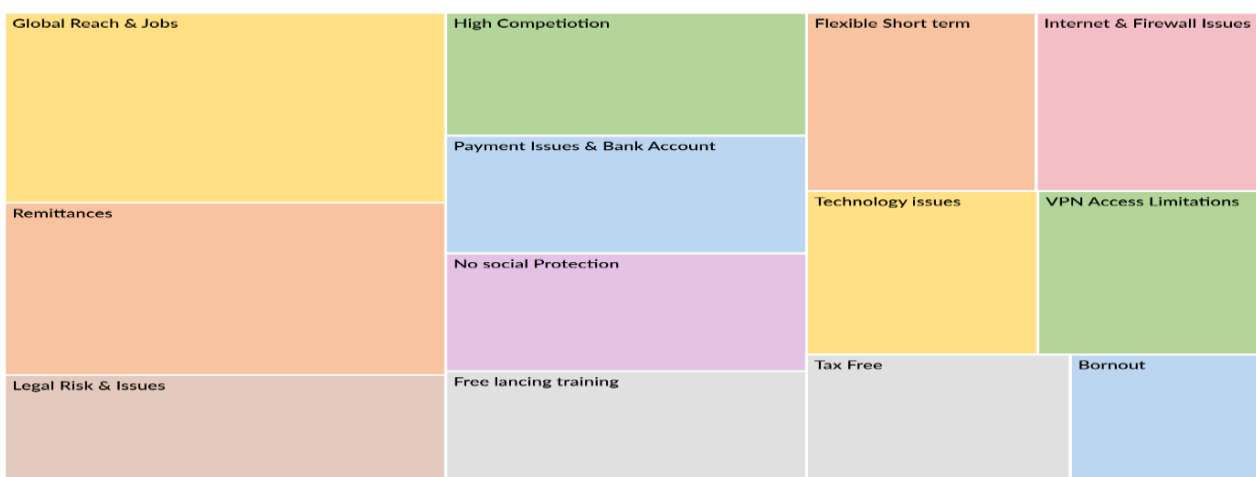 Global Reach & Jobs
Remittances
Legal Risk & Issues
High Competiotion
Payment Issues & Bank Account
No social Protection
Free lancing training
Flexible Short term
Internet & Firewall Issues
Technology issues
VPN Access Limitations
Tax Free
Bornout